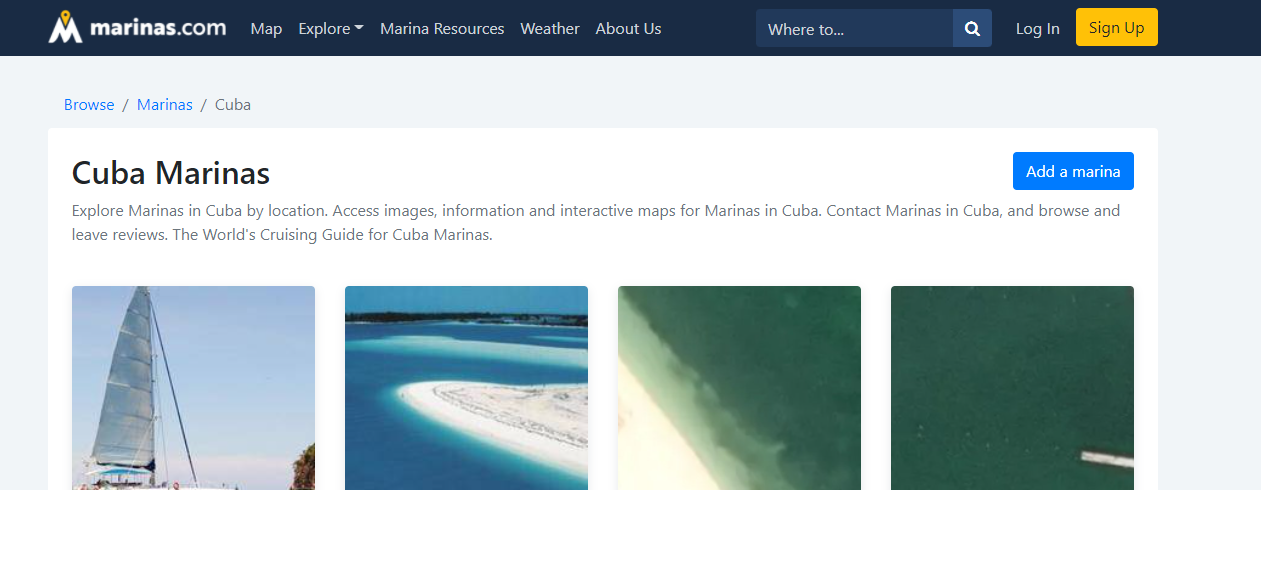 marinas.com Map Explore Marina Resources Weather About Us Where to... Log In Sign Up
Browse / Marinas / Cuba
Cuba Marinas Add a marina
Explore Marinas in Cuba by location. Access images, information and interactive maps for Marinas in Cuba. Contact Marinas in Cuba, and browse and
leave reviews. The World's Cruising Guide for Cuba Marinas.